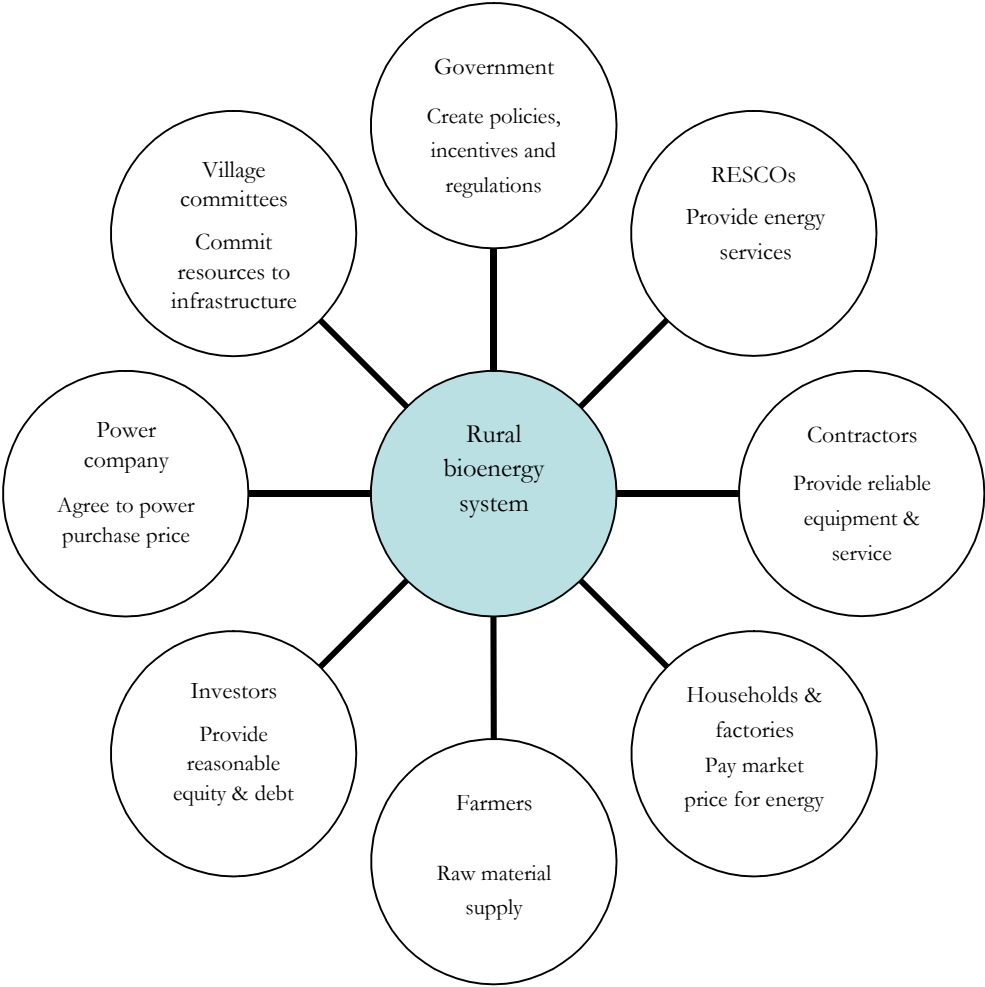 Government
Create policies,
incentives and
regulations
RESCOs
Provide energy
services
Contractors
Provide reliable
equipment &
service
Households &
factories
Pay market
price for energy
Farmers
Raw material
supply
Investors
Provide
reasonable
equity & debt
Power
company
Agree to power
purchase price
Village
committees
Commit
resources to
infrastructure
Rural
bioenergy
system